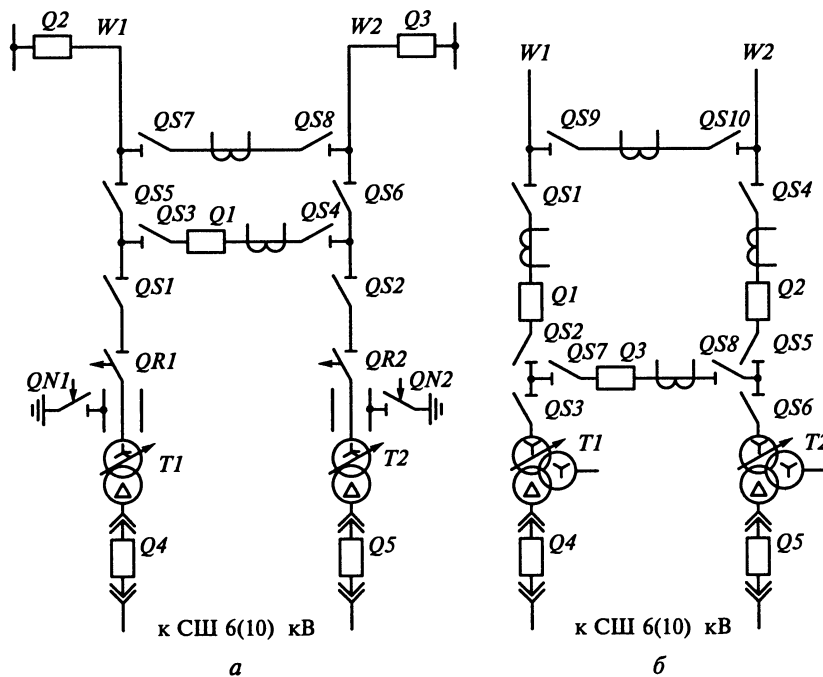 Q2 W1 W2 Q3
W1 W2
QS7 QS8 QS9 QS10
QS5 QS6 QS1 QS4
QS3 Q1 QS4
QS1 QS2 Q1 Q2
QR1 QR2 QS2 QS7 Q3 QS8 QS5
QN1 QN2 QS3 QS6
T1 T2 T1 T2
Q4 Q5 Q4 Q5
к СШ 6(10) кВ к СШ 6(10) кВ
а б